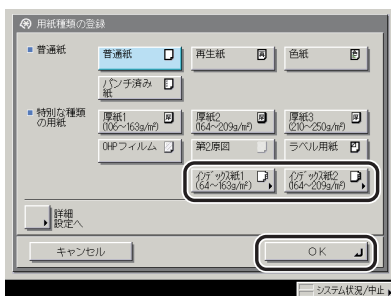 用紙種類の登録
普通紙
普通紙
再生紙
色紙
パンチ済み
紙
特別な種類
の用紙
厚紙1
(106~163g/㎡)
厚紙2
(164~209g/㎡)
厚紙3
(210~250g/㎡)
OHPフィルム
第2原図
ラベル用紙
インデックス紙1
(64~163g/㎡)
インデックス紙2
(164~209g/㎡)
詳細
設定へ
キャンセル
OK
システム状況/中止